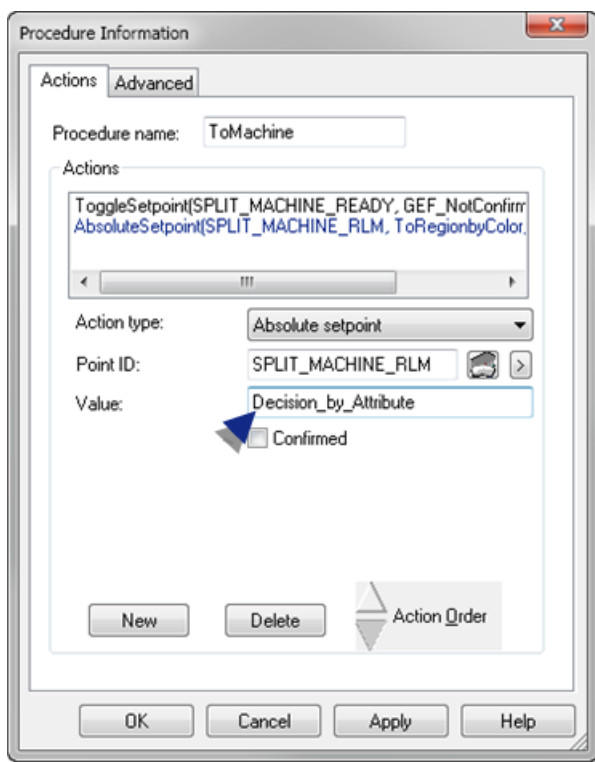 Procedure Information
Actions Advanced
Procedure name: ToMachine
Actions
ToggleSetpoint(SPLIT_MACHINE_READY, GEF_NotConfirm
AbsoluteSetpoint(SPLIT_MACHINE_RLM, ToRegionbyColor,
Action type: Absolute setpoint
Point ID: SPLIT_MACHINE_RLM >
Value: Decision_by_Attribute
Confirmed
New Delete Action Order
OK Cancel Apply Help